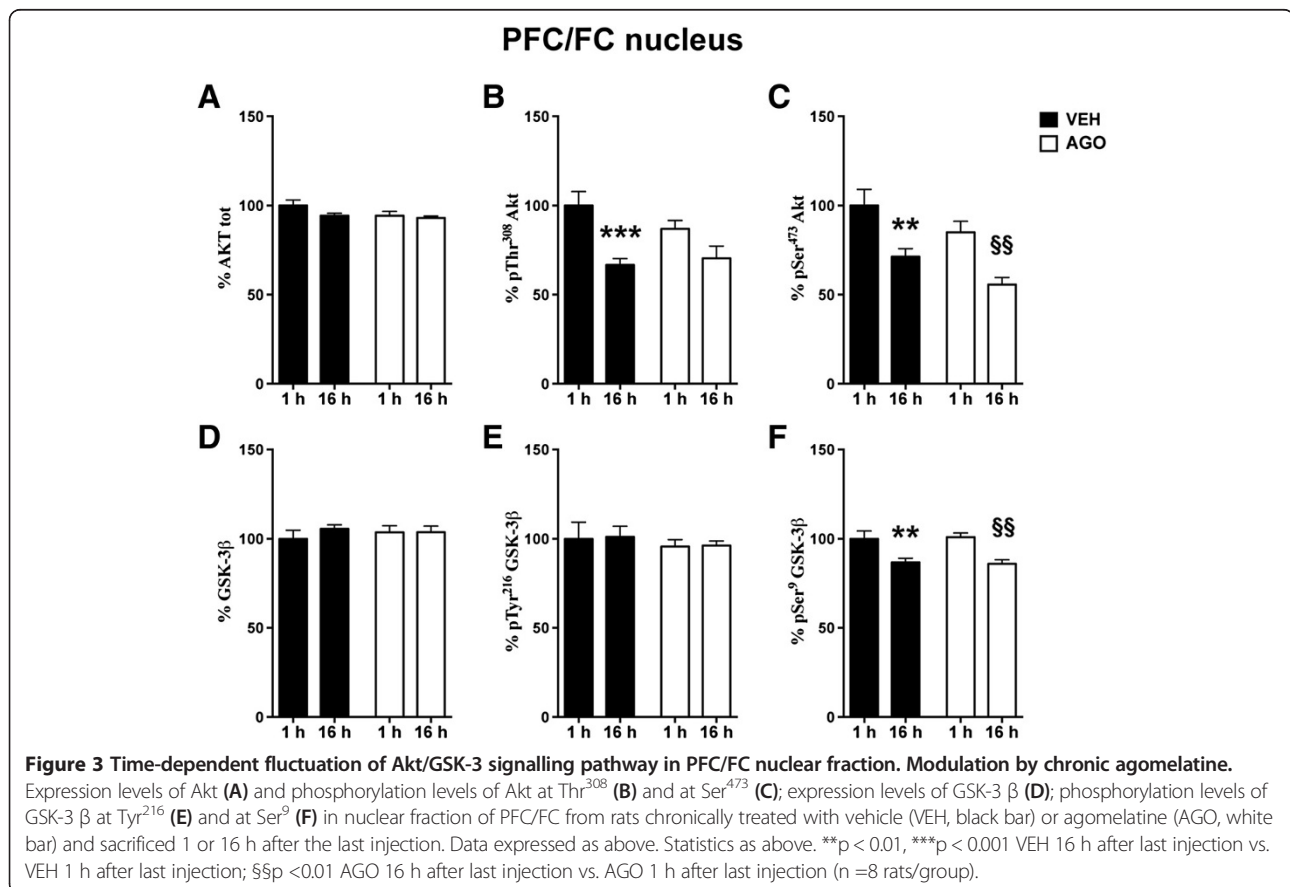 PFC/FC nucleus
A
B
C
VEH
AGO
% AKT tot
150
100
50
0
1 h 16 h 1 h 16 h
% pThr308 Akt
150
100
50
0
***
1 h 16 h 1 h 16 h
% pSer473 Akt
150
100
50
0
**
§§
1 h 16 h 1 h 16 h
D
E
F
% GSK-3β
150
100
50
0
1 h 16 h 1 h 16 h
% pTyr216 GSK-3β
150
100
50
0
1 h 16 h 1 h 16 h
% pSer9 GSK-3β
150
100
50
0
**
§§
1 h 16 h 1 h 16 h
Figure 3 Time-dependent fluctuation of Akt/GSK-3 signalling pathway in PFC/FC nuclear fraction. Modulation by chronic agomelatine.
Expression levels of Akt (A) and phosphorylation levels of Akt at Thr308 (B) and at Ser473 (C); expression levels of GSK-3 β (D); phosphorylation levels of
GSK-3 β at Tyr216 (E) and at Ser9 (F) in nuclear fraction of PFC/FC from rats chronically treated with vehicle (VEH, black bar) or agomelatine (AGO, white
bar) and sacrificed 1 or 16 h after the last injection. Data expressed as above. Statistics as above. **p < 0.01, ***p < 0.001 VEH 16 h after last injection vs.
VEH 1 h after last injection; §§p <0.01 AGO 16 h after last injection vs. AGO 1 h after last injection (n =8 rats/group).